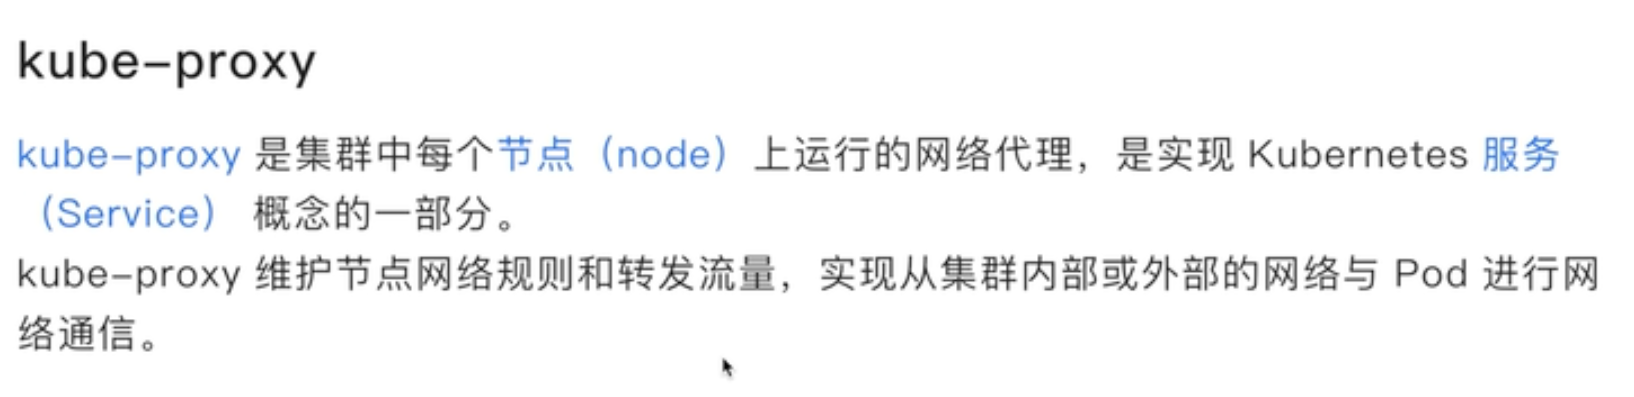 kube-proxy
kube-proxy 是集群中每个节点（node）上运行的网络代理，是实现 Kubernetes 服务
（Service） 概念的一部分。
kube-proxy 维护节点网络规则和转发流量，实现从集群内部或外部的网络与 Pod 进行网
络通信。